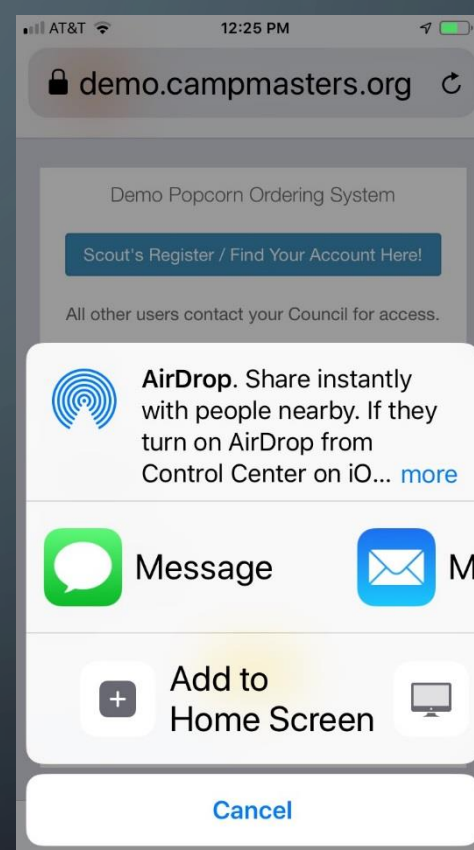 AT&T 12:25 PM
demo.campmasters.org
Demo Popcorn Ordering System
Scout's Register / Find Your Account Here!
All other users contact your Council for access.
AirDrop. Share instantly
with people nearby. If they
turn on AirDrop from
Control Center on iO... more
Message M
Add to
Home Screen
Cancel